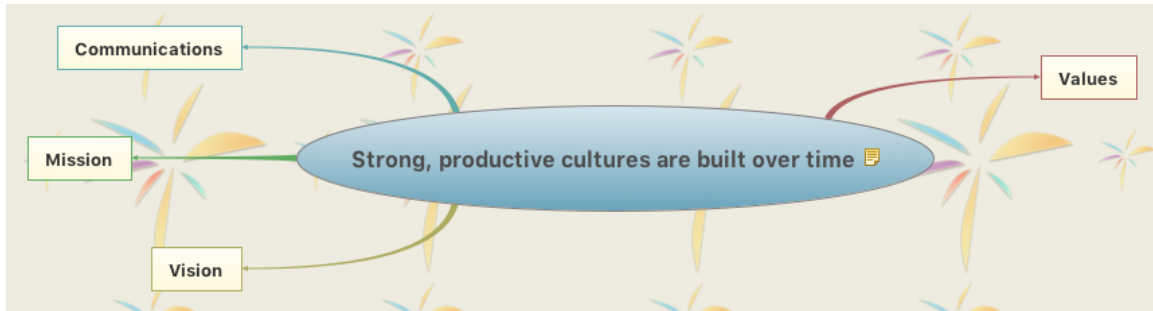 Communications
Values
Mission
Strong, productive cultures are built over time
Vision